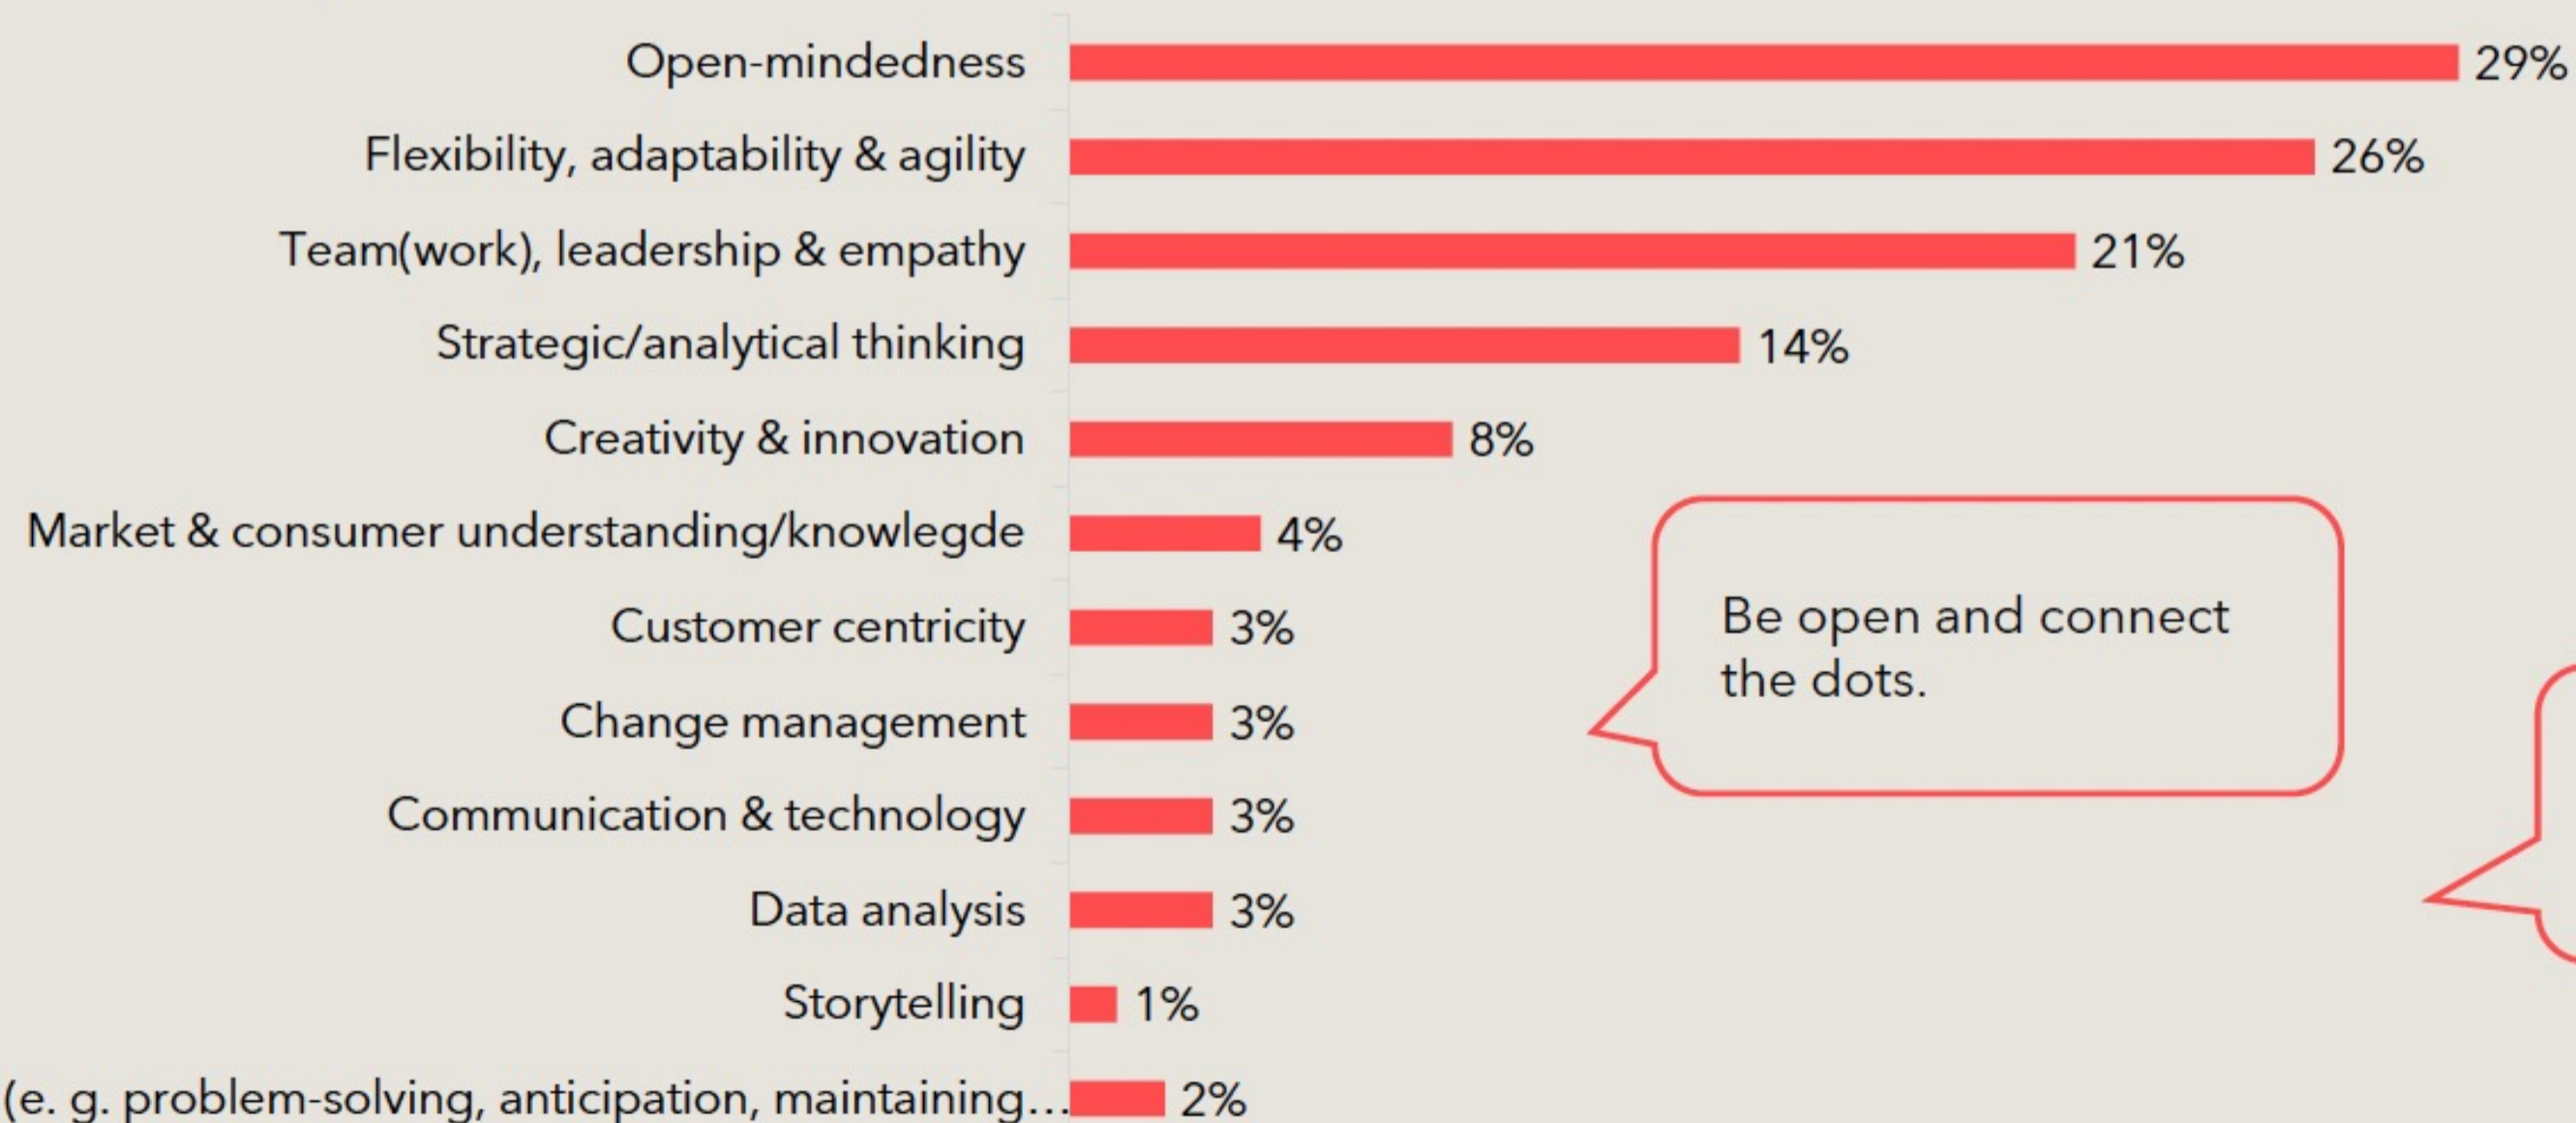 Open-mindedness 29%
Flexibility, adaptability & agility 26%
Team(work), leadership & empathy 21%
Strategic/analytical thinking 14%
Creativity & innovation 8%
Market & consumer understanding/knowlegde 4%
Customer centricity 3%
Change management 3%
Communication & technology 3%
Data analysis 3%
Storytelling 1%
(e. g. problem-solving, anticipation, maintaining... 2%
Be open and connect
the dots.